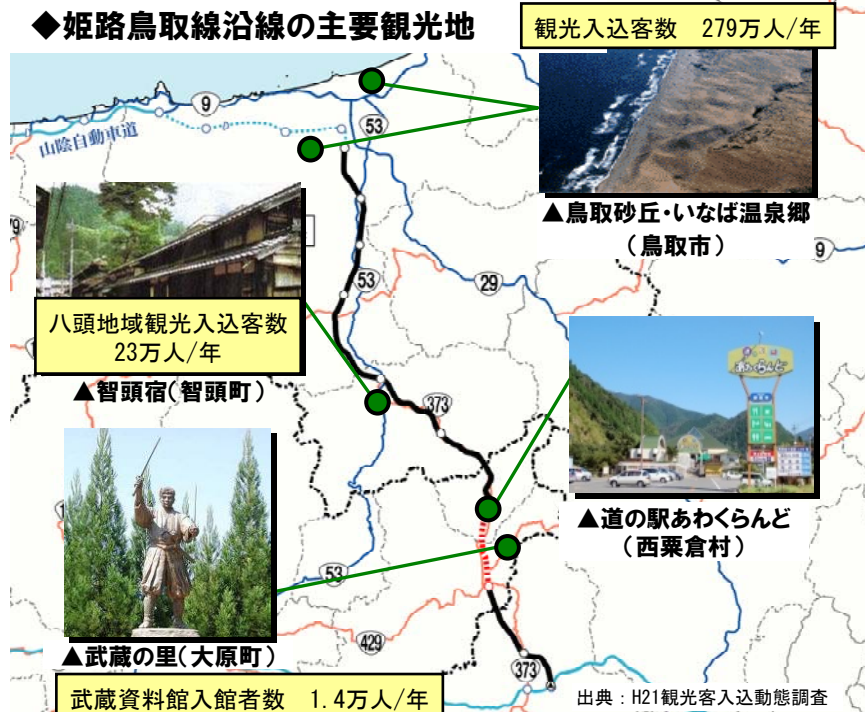 ◆姫路鳥取線沿線の主要観光地
観光入込客数 279万人/年
9
山陰自動車道
53
▲鳥取砂丘・いなば温泉郷
(鳥取市)
9
53
29
八頭地域観光入込客数
23万人/年
▲智頭宿(智頭町)
373
あわくらんど
▲道の駅あわくらんど
(西粟倉村)
53
429
▲武蔵の里(大原町)
373
武蔵資料館入館者数 1.4万人/年
出典：H21観光客入込動態調査